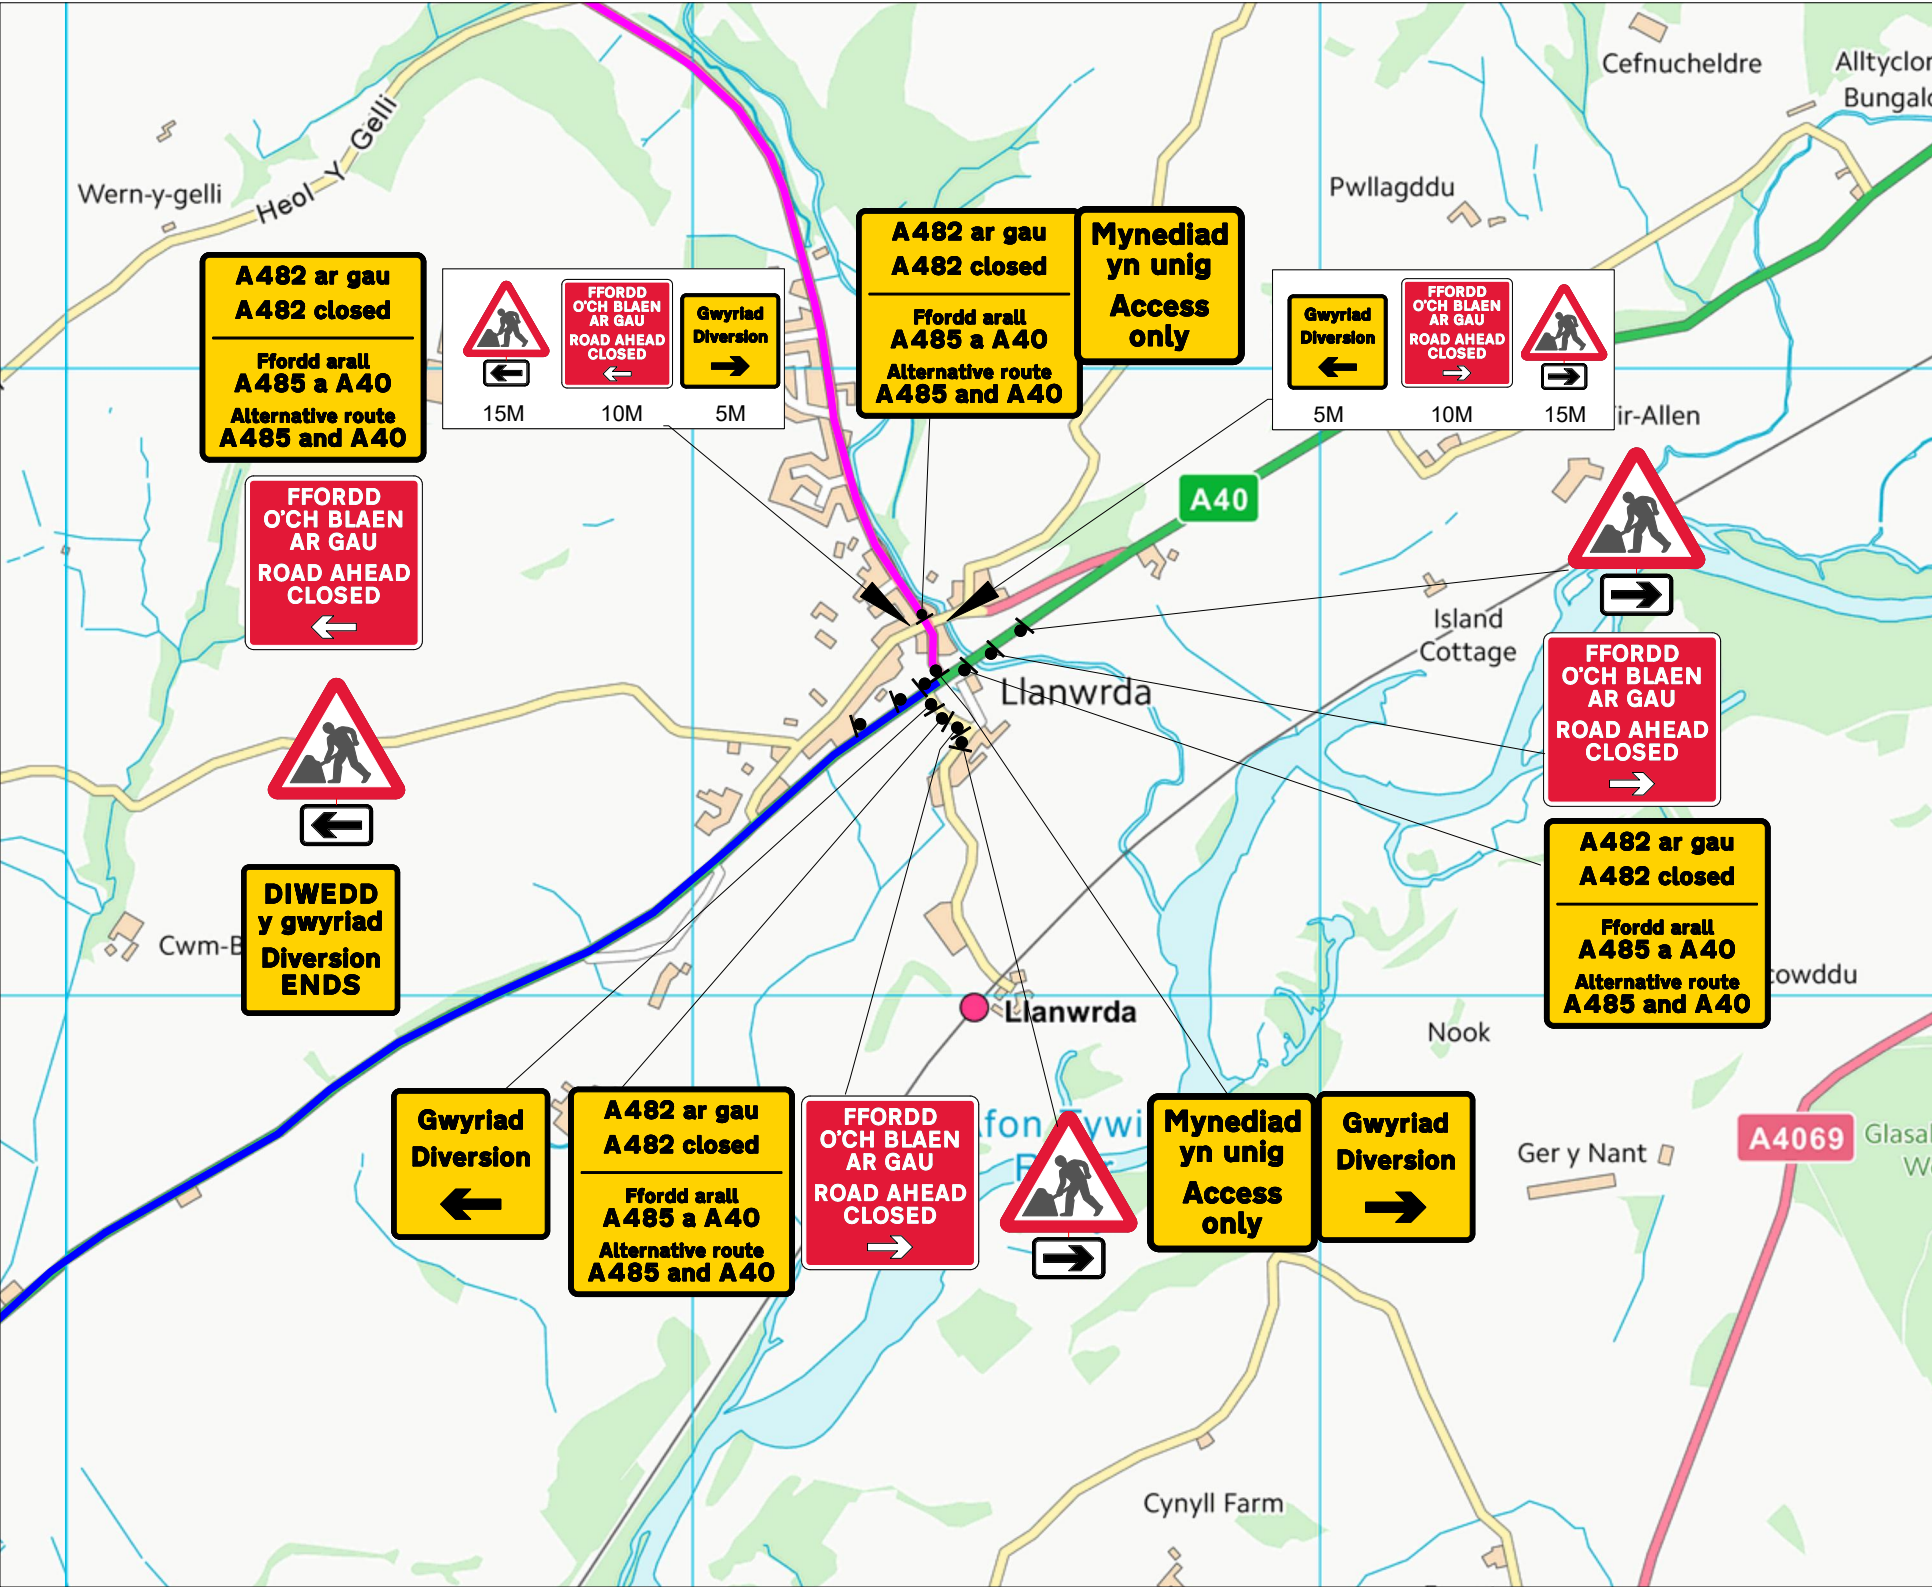 Cefnucheldre
Wern-y-gelli
Heol Y Gelli
Pwllagddu
A482 ar gau
A482 closed
Ffordd arall
A485 a A40
Alternative route
A485 and A40
FFORDD
O'CH BLAEN
AR GAU
ROAD AHEAD
CLOSED
Gwyriad
Diversion
15M
10M
5M
A482 ar gau
A482 closed
Ffordd arall
A485 a A40
Alternative route
A485 and A40
Mynediad
yn unig
Access
only
Gwyriad
Diversion
FFORDD
O'CH BLAEN
AR GAU
ROAD AHEAD
CLOSED
5M
10M
15M
A40
FFORDD
O'CH BLAEN
AR GAU
ROAD AHEAD
CLOSED
Island
Cottage
Llanwrda
FFORDD
O'CH BLAEN
AR GAU
ROAD AHEAD
CLOSED
DIWEDD
y gwyriad
Diversion
ENDS
A482 ar gau
A482 closed
Ffordd arall
A485 a A40
Alternative route
A485 and A40
Llanwrda
Nook
Gwyriad
Diversion
A482 ar gau
A482 closed
Ffordd arall
A485 a A40
Alternative route
A485 and A40
FFORDD
O'CH BLAEN
AR GAU
ROAD AHEAD
CLOSED
Mynediad
yn unig
Access
only
Gwyriad
Diversion
Ger y Nant
A4069
Cynyll Farm